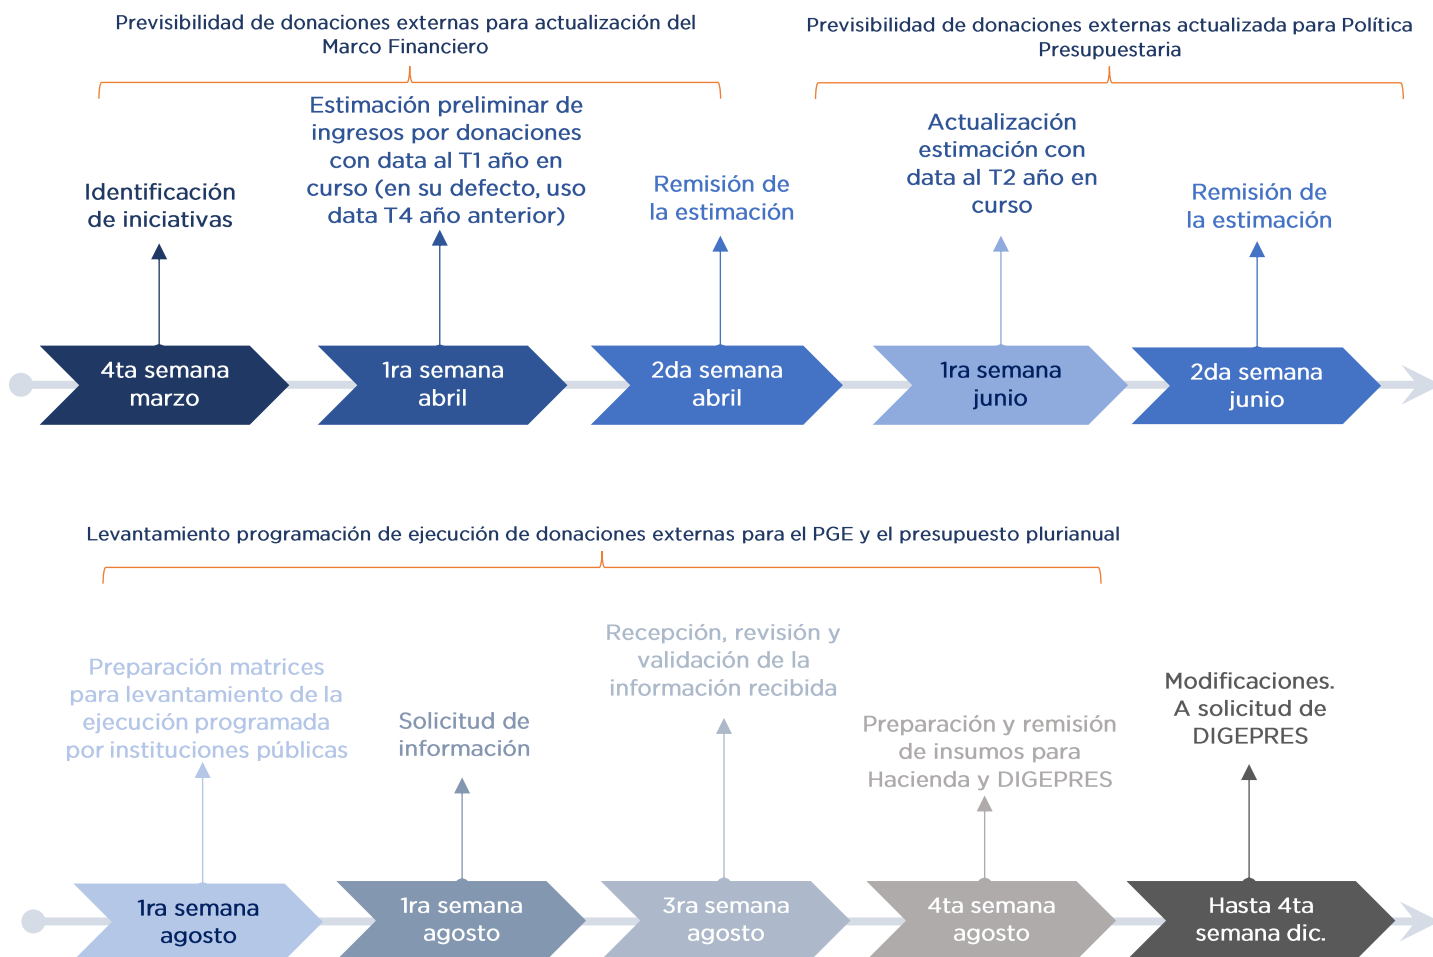 Previsibilidad de donaciones externas para actualización del
Marco Financiero
Previsibilidad de donaciones externas actualizada para Política
Presupuestaria
Identificación
de iniciativas
Estimación preliminar de
ingresos por donaciones
con data al T1 año en
curso (en su defecto, uso
data T4 año anterior)
Remisión de
la estimación
Actualización
estimación con
data al T2 año en
curso
Remisión de
la estimación
4ta semana
marzo
1ra semana
abril
2da semana
abril
1ra semana
junio
2da semana
junio
Levantamiento programación de ejecución de donaciones externas para el PGE y el presupuesto plurianual
Preparación matrices
para levantamiento de la
ejecución programada
por instituciones públicas
Solicitud de
información
Recepción, revisión y
validación de la
información recibida
Preparación y remisión
de insumos para
Hacienda y DIGEPRES
Modificaciones.
A solicitud de
DIGEPRES
1ra semana
agosto
1ra semana
agosto
3ra semana
agosto
4ta semana
agosto
Hasta 4ta
semana dic.